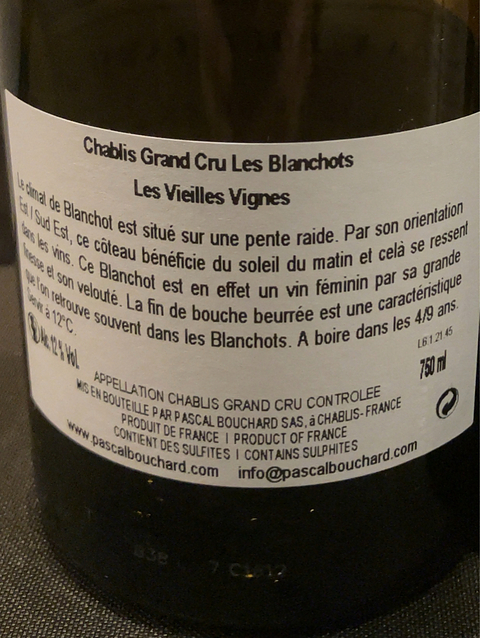 Chablis Grand Cru Les Blanchots
Les Vieilles Vignes
Le climat de Blanchot est situé sur une pente raide. Par son orientation
Est / Sud Est, ce côteau bénéficie du soleil du matin et celà se ressent
dans les vins. Ce Blanchot est en effet un vin féminin par sa grande
finesse et son velouté. La fin de bouche beurrée est une caractéristique
que l'on retrouve souvent dans les Blanchots. A boire dans les 4/9 ans.
Servir à 12°C.
L6 1 21 45
Alc. 12 % Vol.
750 ml
APPELLATION CHABLIS GRAND CRU CONTROLEE
MIS EN BOUTEILLE PAR PASCAL BOUCHARD SAS, à CHABLIS - FRANCE
PRODUIT DE FRANCE | PRODUCT OF FRANCE
CONTIENT DES SULFITES | CONTAINS SULPHITES
www.pascalbouchard.com info@pascalbouchard.com